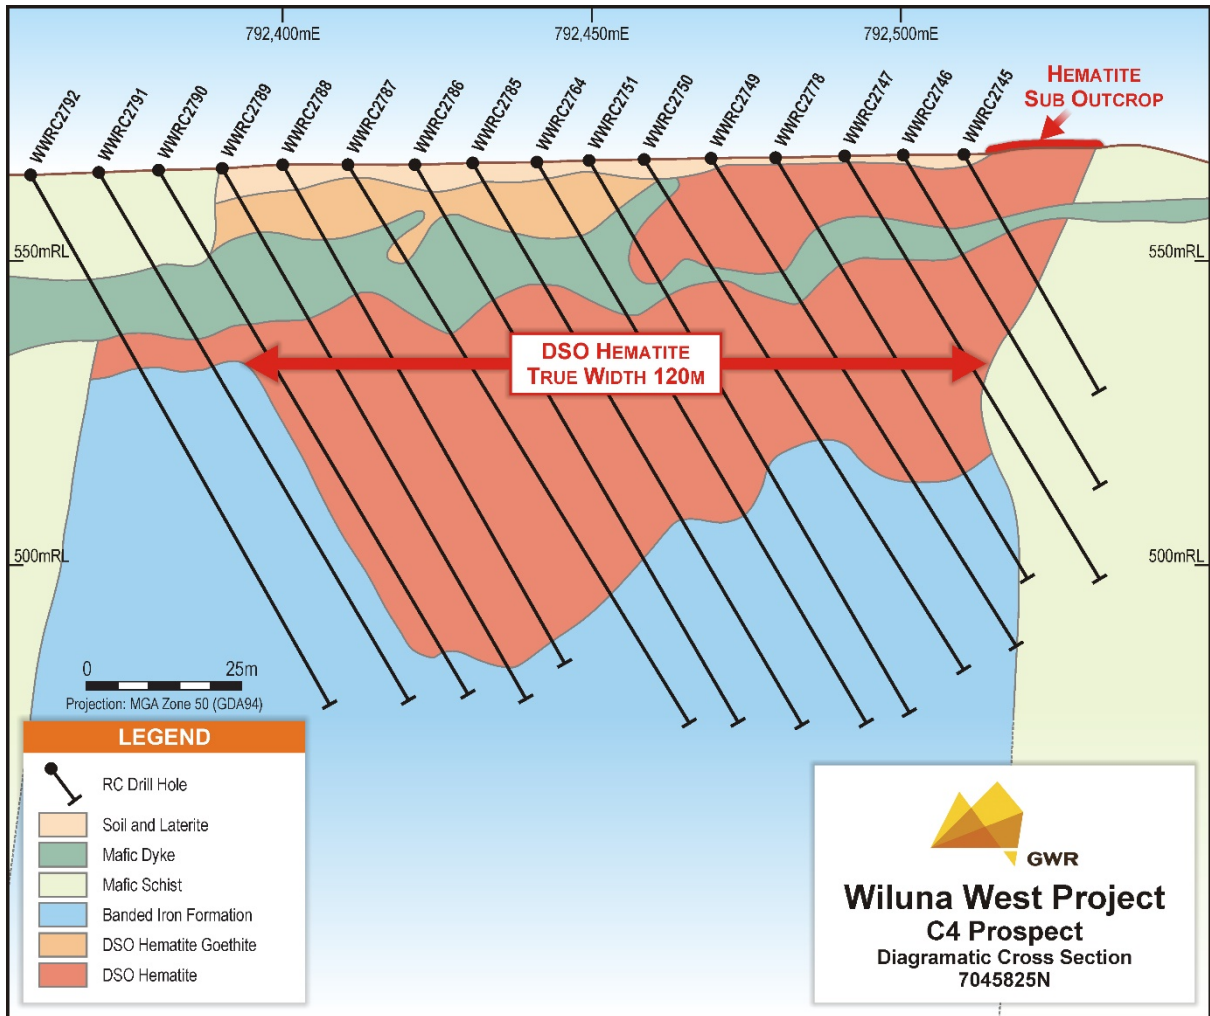 792,400mE
792,450mE
792,500mE
WWRC2792
WWRC2791
WWRC2790
WWRC2789
WWRC2788
WWRC2787
WWRC2786
WWRC2785
WWRC2764
WWRC2751
WWRC2750
WWRC2749
WWRC2778
WWRC2747
WWRC2746
WWRC2745
HEMATITE
SUB OUTCROP
550mRL
550mRL
DSO HEMATITE
TRUE WIDTH 120M
500mRL
500mRL
0 25m
Projection: MGA Zone 50 (GDA94)
LEGEND
RC Drill Hole
Soil and Laterite
Mafic Dyke
Mafic Schist
Banded Iron Formation
DSO Hematite Goethite
DSO Hematite
GWR
Wiluna West Project
C4 Prospect
Diagramatic Cross Section
7045825N